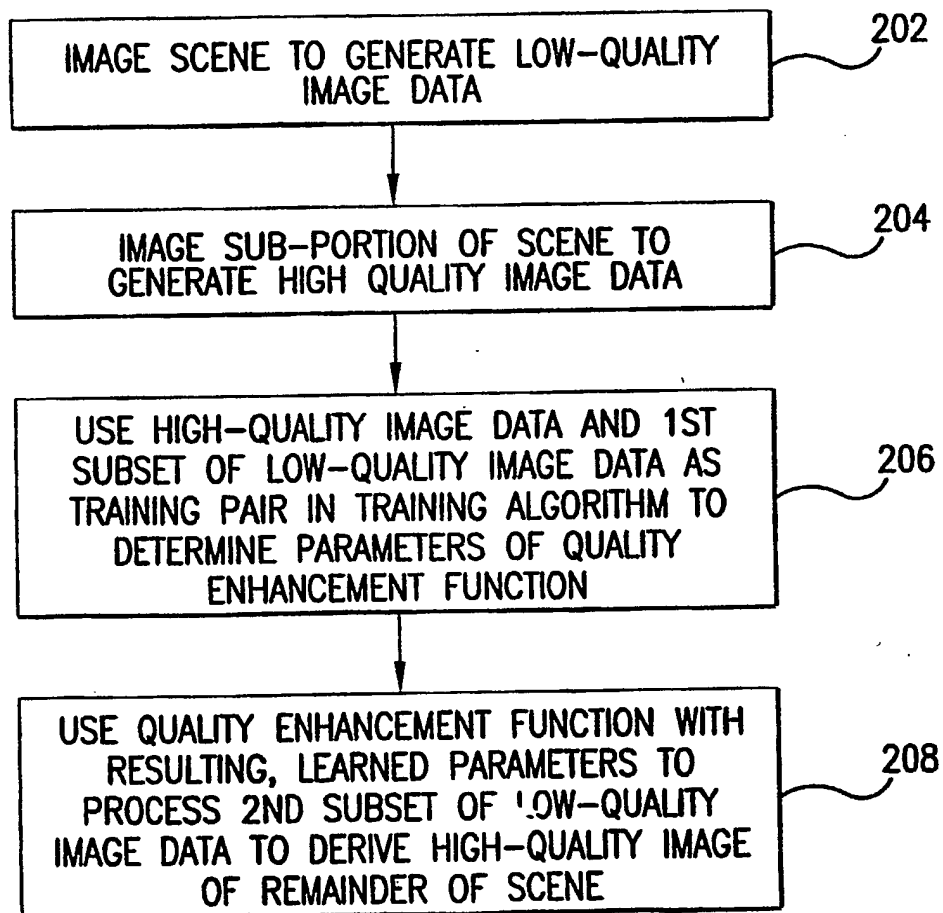 IMAGE SCENE TO GENERATE LOW-QUALITY
IMAGE DATA
202
IMAGE SUB-PORTION OF SCENE TO
GENERATE HIGH QUALITY IMAGE DATA
204
USE HIGH-QUALITY IMAGE DATA AND 1ST
SUBSET OF LOW-QUALITY IMAGE DATA AS
TRAINING PAIR IN TRAINING ALGORITHM TO
DETERMINE PARAMETERS OF QUALITY
ENHANCEMENT FUNCTION
206
USE QUALITY ENHANCEMENT FUNCTION WITH
RESULTING, LEARNED PARAMETERS TO
PROCESS 2ND SUBSET OF LOW-QUALITY
IMAGE DATA TO DERIVE HIGH-QUALITY IMAGE
OF REMAINDER OF SCENE
208